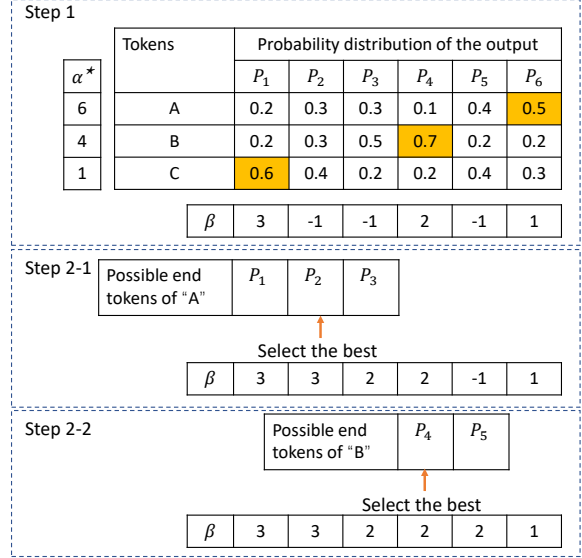 Step 1
Tokens Probability distribution of the output
α* P₁ P₂ P₃ P₄ P₅ P₆
6 A 0.2 0.3 0.3 0.1 0.4 0.5
4 B 0.2 0.3 0.5 0.7 0.2 0.2
1 C 0.6 0.4 0.2 0.2 0.4 0.3
β 3 -1 -1 2 -1 1
Step 2-1
Possible end P₁ P₂ P₃
tokens of “A”
Select the best
β 3 3 2 2 -1 1
Step 2-2
Possible end P₄ P₅
tokens of “B”
Select the best
β 3 3 2 2 2 1